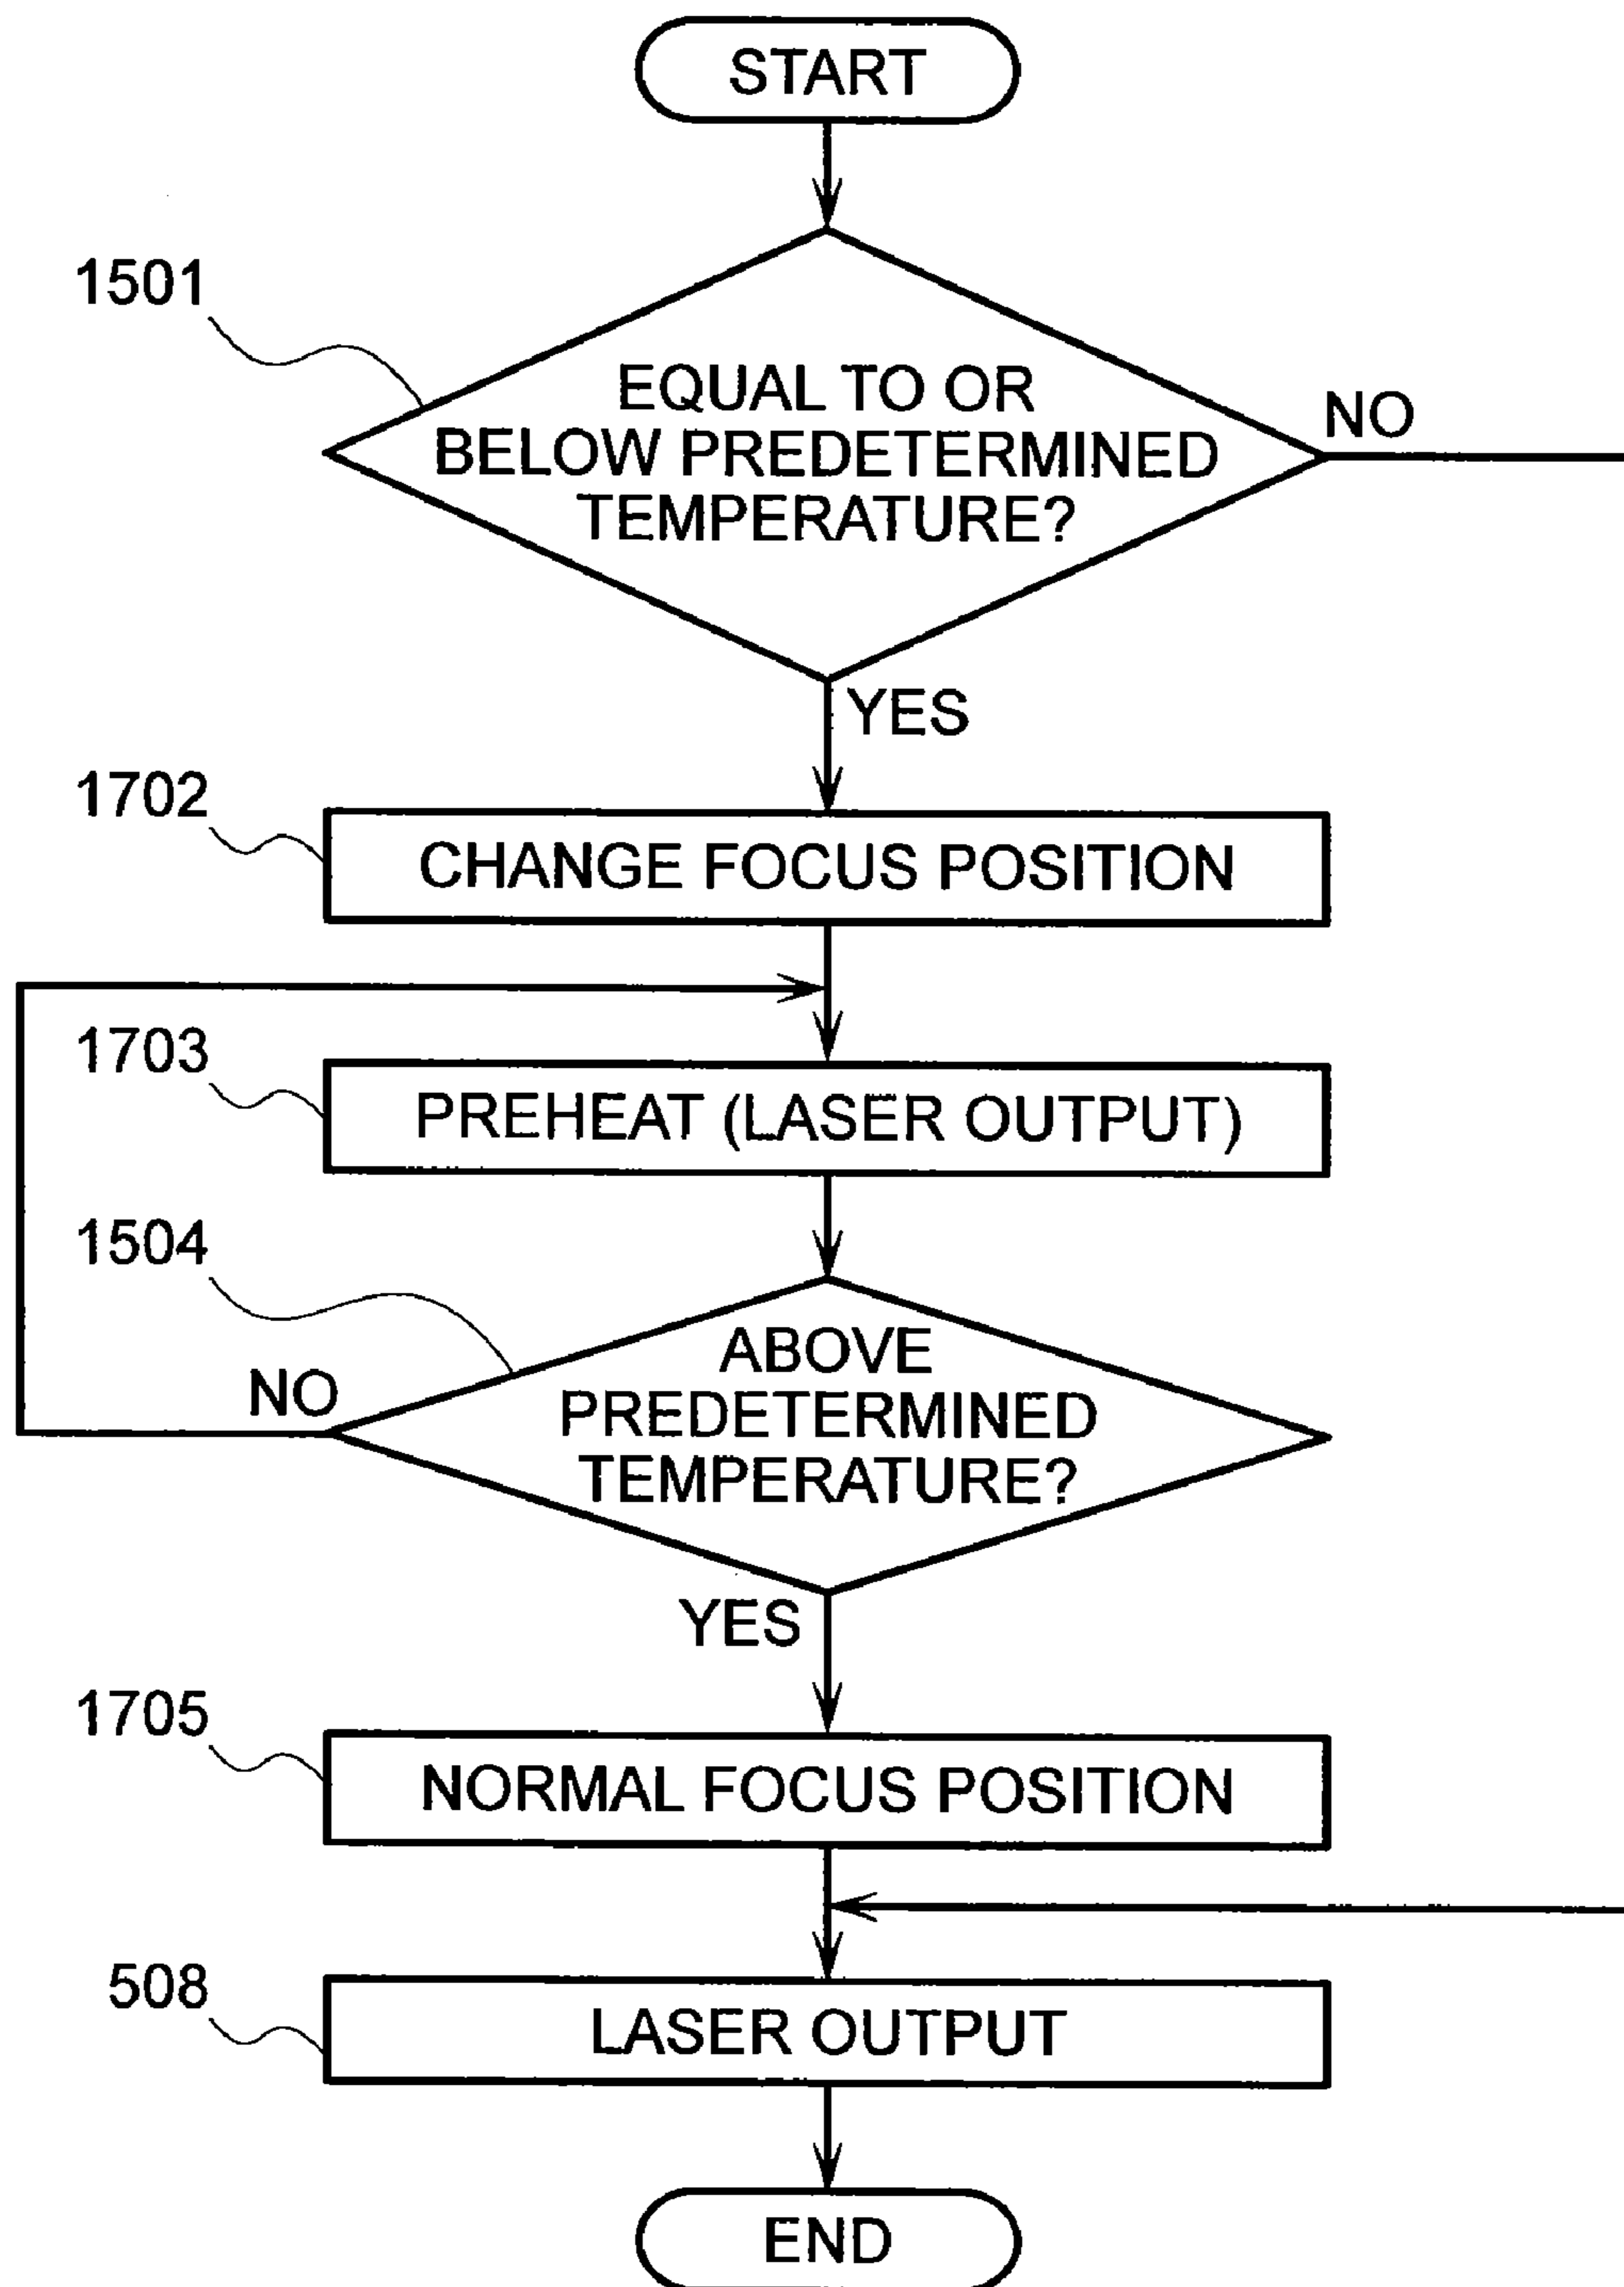 START
1501
EQUAL TO OR
BELOW PREDETERMINED
TEMPERATURE?
NO
YES
1702
CHANGE FOCUS POSITION
1703
PREHEAT (LASER OUTPUT)
1504
ABOVE
PREDETERMINED
TEMPERATURE?
NO
YES
1705
NORMAL FOCUS POSITION
508
LASER OUTPUT
END